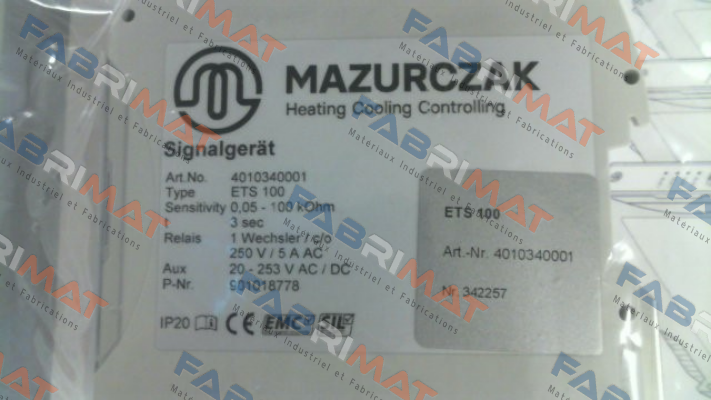 MAZURCZAK
Heating Cooling Controlling
Signalgerät
Art.No. 4010340001
Type ETS 100
Sensitivity 0,05 - 100 kOhm
t 3 sec
Relais 1 Wechsler / c/o
250 V / 5 A AC
Aux 20 - 253 V AC / DC
P-Nr. 901018778
IP20 CE EMC SIL
ETS 100
Art.-Nr. 4010340001
Nr. 342257
FABRIMAT
Materiaux Industriel et Fabrications